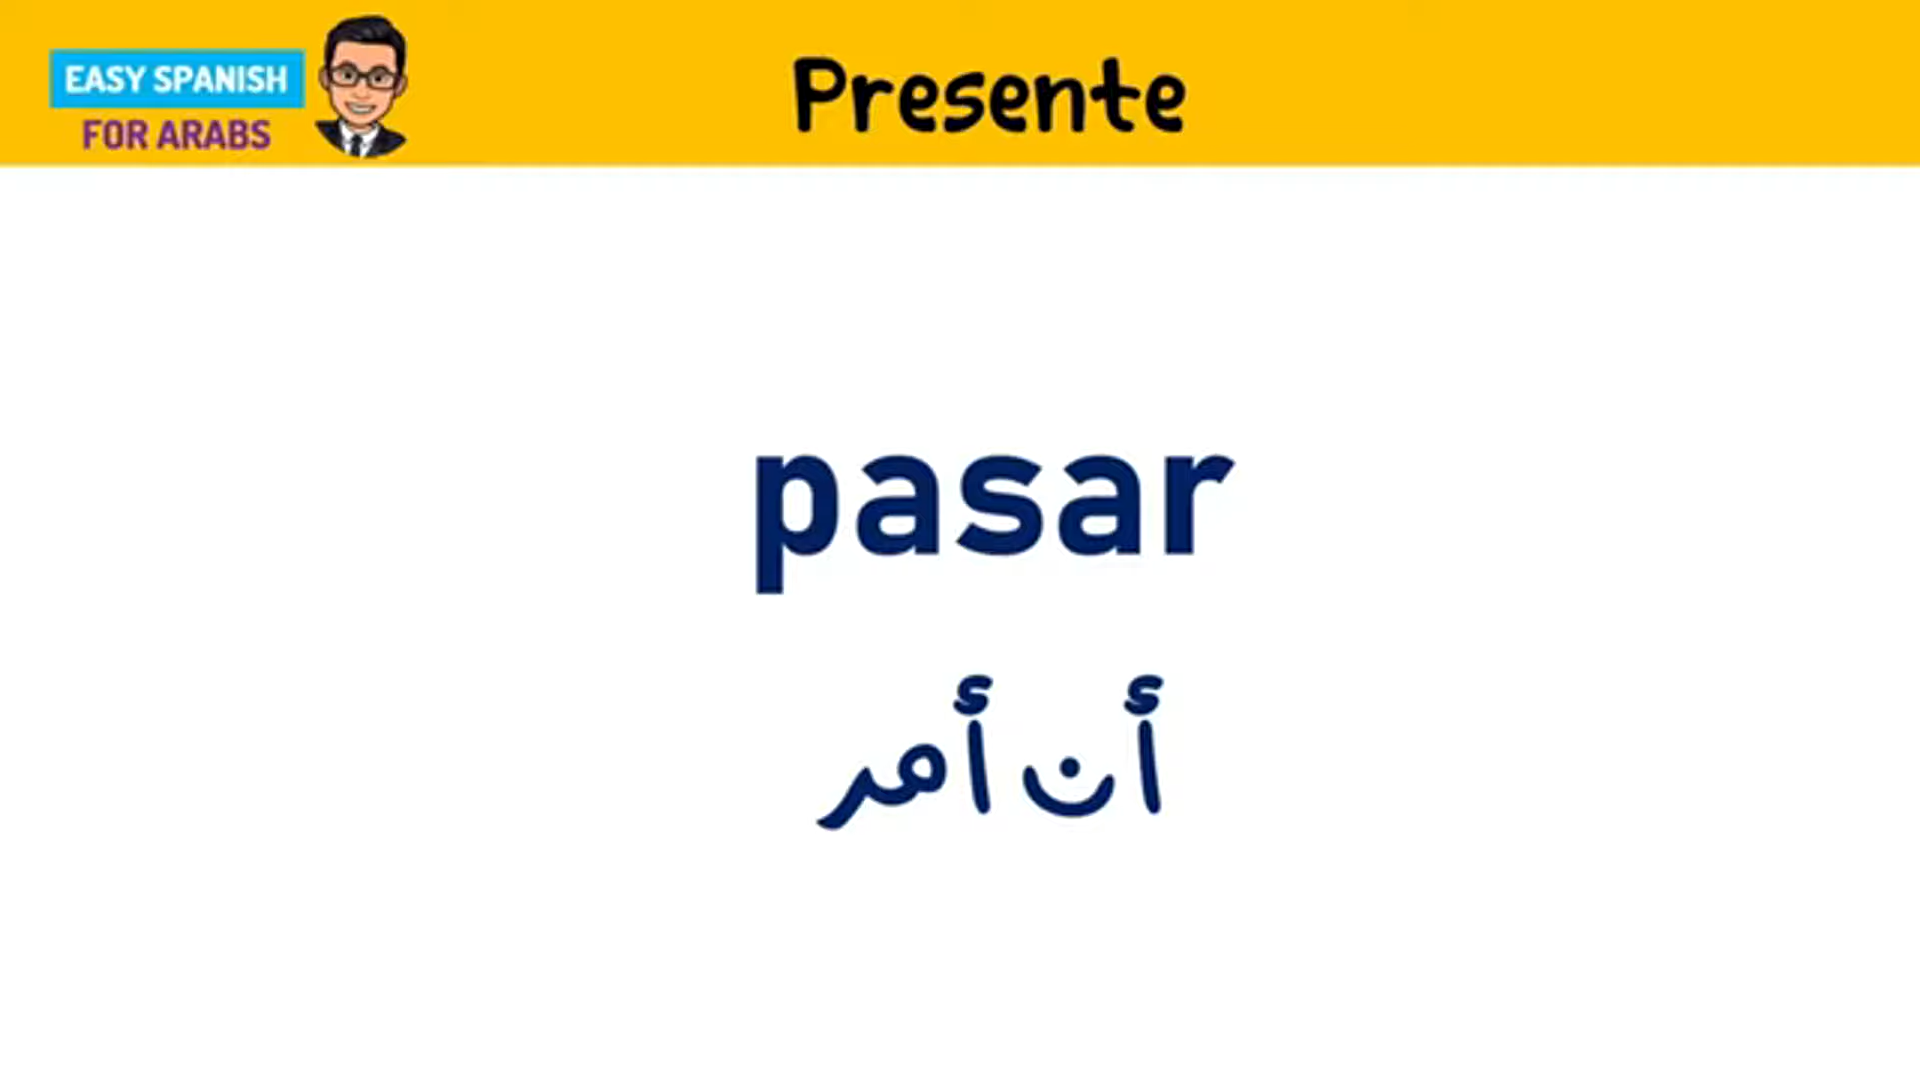 EASY SPANISH
FOR ARABS
Presente
pasar
أن أمر